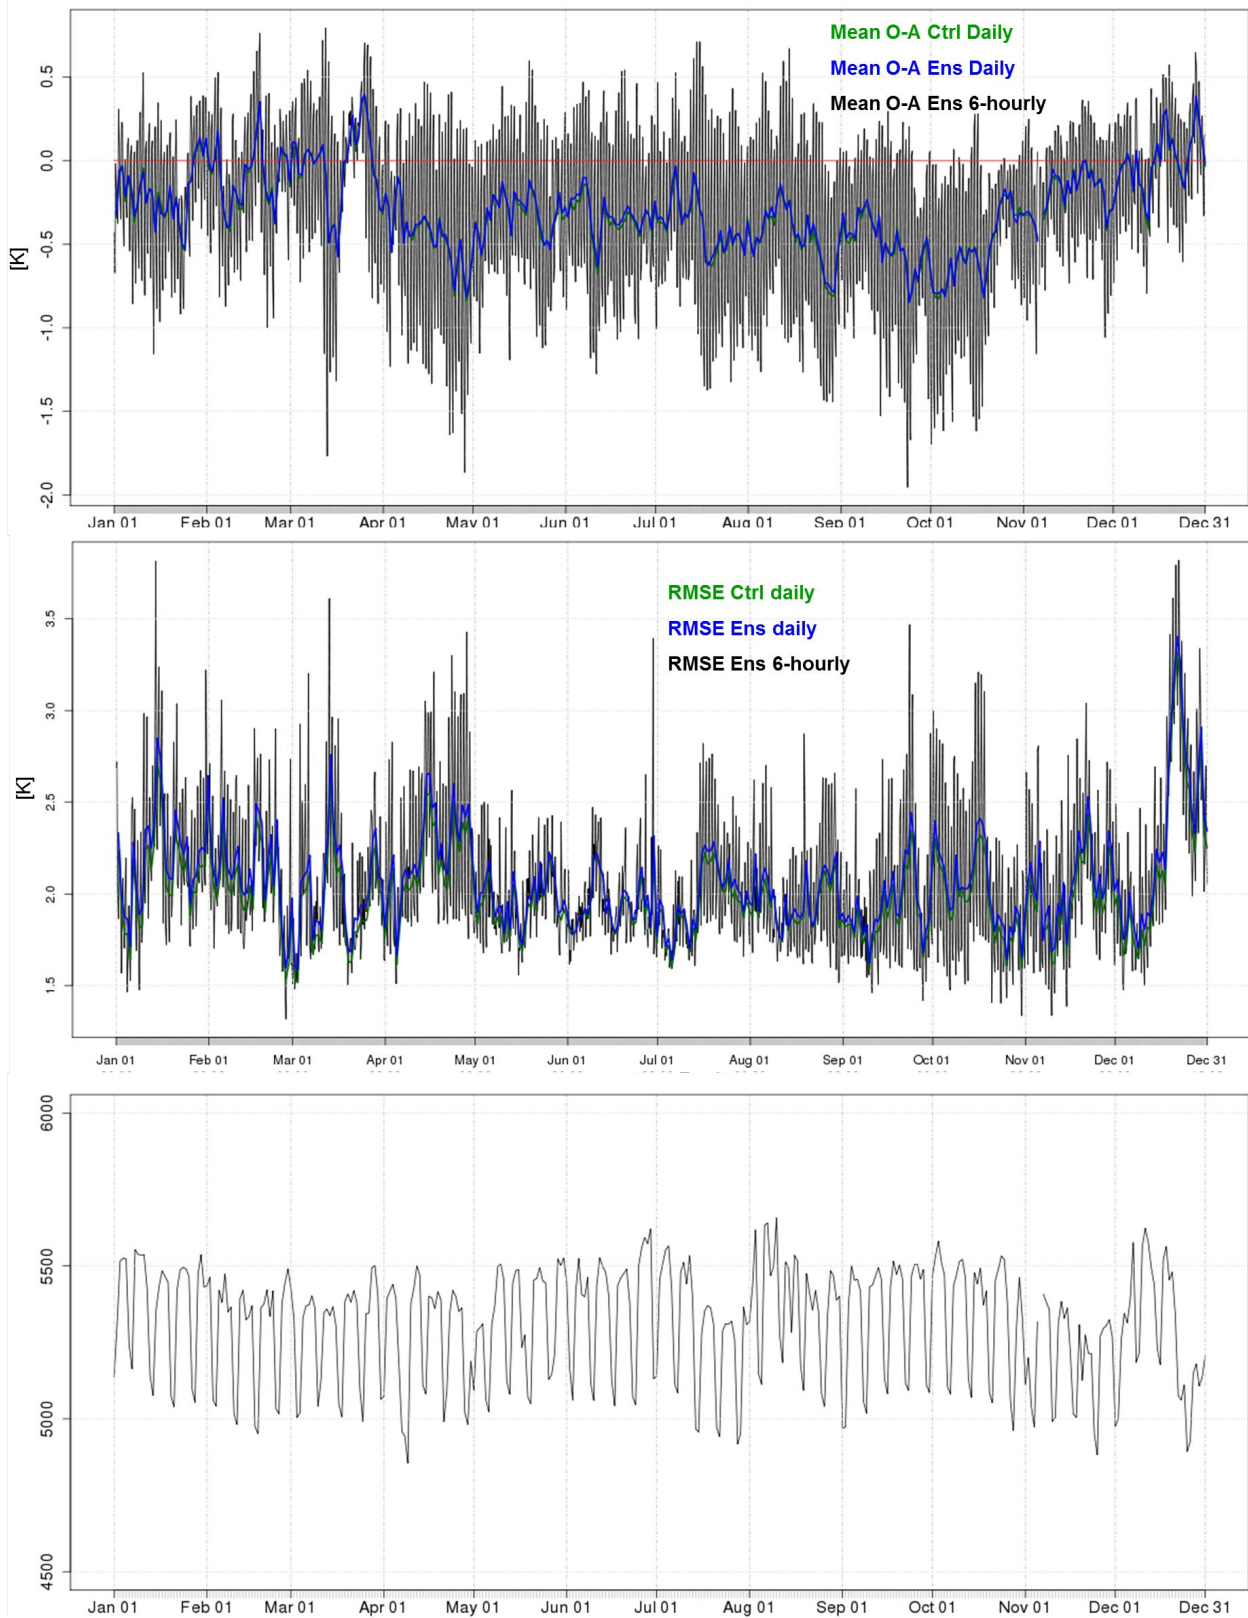 Mean O-A Ctrl Daily
Mean O-A Ens Daily
Mean O-A Ens 6-hourly
0.5
0.0
-0.5
-1.0
-1.5
-2.0
[K]
Jan 01 Feb 01 Mar 01 Apr 01 May 01 Jun 01 Jul 01 Aug 01 Sep 01 Oct 01 Nov 01 Dec 01 Dec 31
RMSE Ctrl daily
RMSE Ens daily
RMSE Ens 6-hourly
3.5
3.0
2.5
2.0
1.5
[K]
Jan 01 Feb 01 Mar 01 Apr 01 May 01 Jun 01 Jul 01 Aug 01 Sep 01 Oct 01 Nov 01 Dec 01 Dec 31
6000
5500
5000
4500
Jan 01 Feb 01 Mar 01 Apr 01 May 01 Jun 01 Jul 01 Aug 01 Sep 01 Oct 01 Nov 01 Dec 01 Dec 31